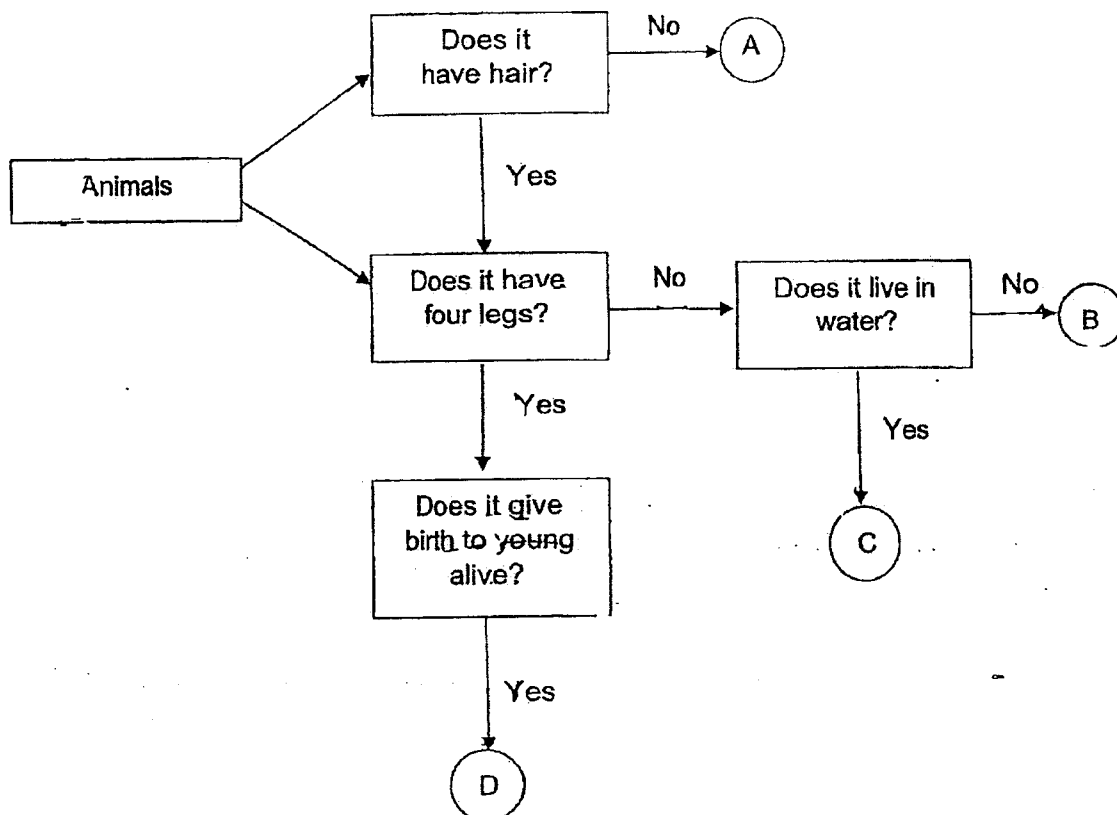 Does it
have hair?
No
A
Yes
Animals
Does it have
four legs?
No
Does it live in
water?
No
B
Yes
Yes
Does it give
birth to young
alive?
C
Yes
D